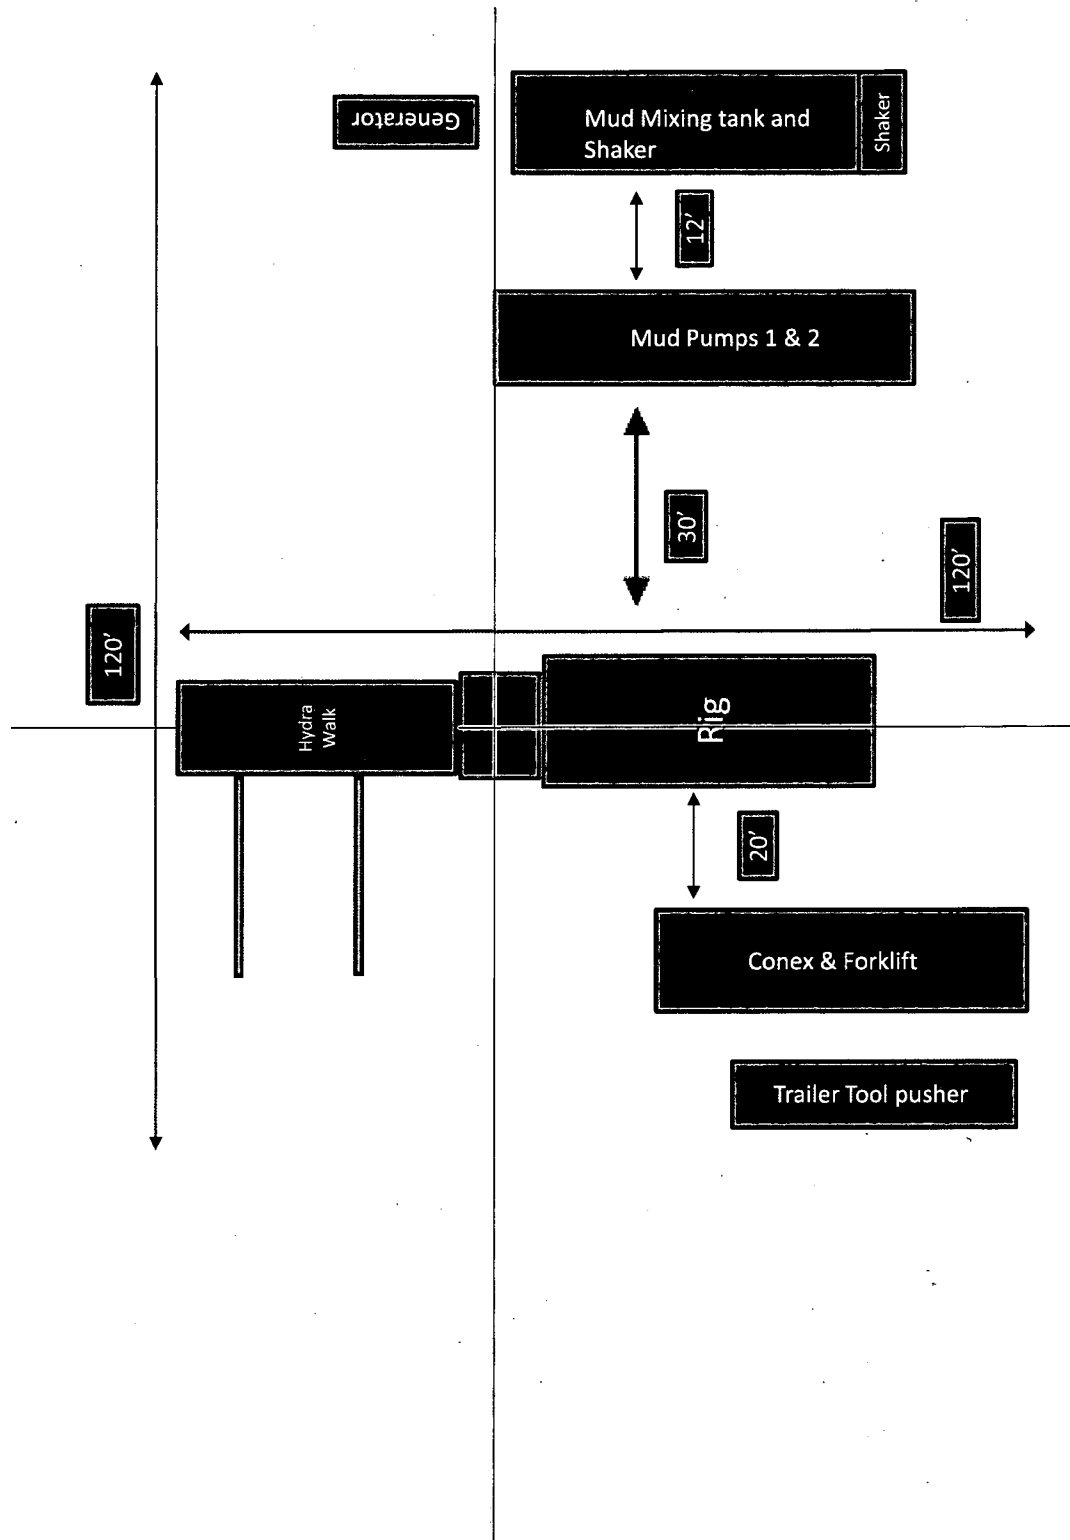 Generator
Mud Mixing tank and
Shaker
Shaker
12'
Mud Pumps 1 & 2
30'
120'
120'
Hydra
Walk
Rig
20'
Conex & Forklift
Trailer Tool pusher